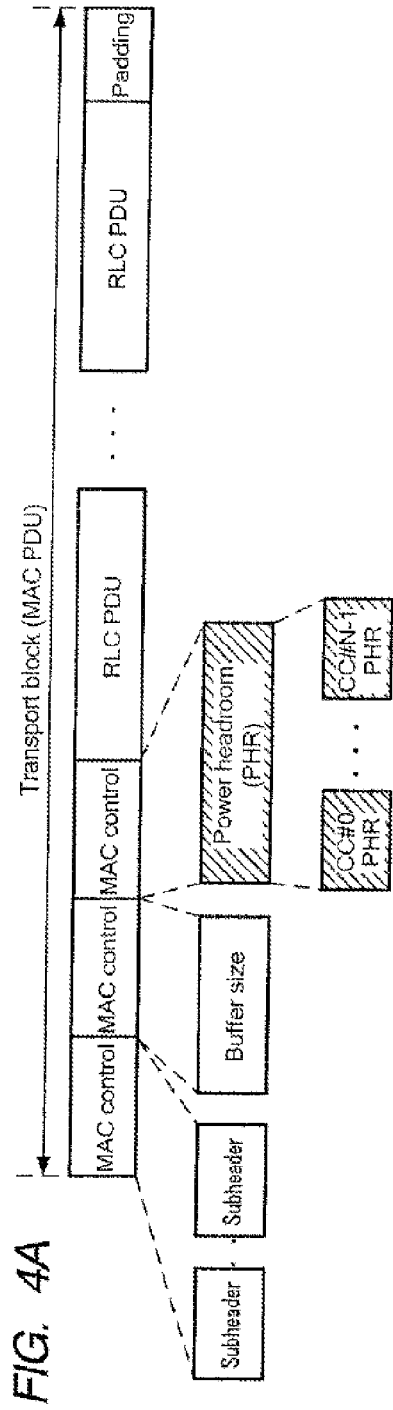 FIG. 4A
Transport block (MAC PDU)
MAC control
MAC control
MAC control
RLC PDU
. . .
RLC PDU
Padding
Subheader
. .
Subheader
Buffer size
Power headroom
(PHR)
CC#0
PHR
. . .
CC#N-1
PHR